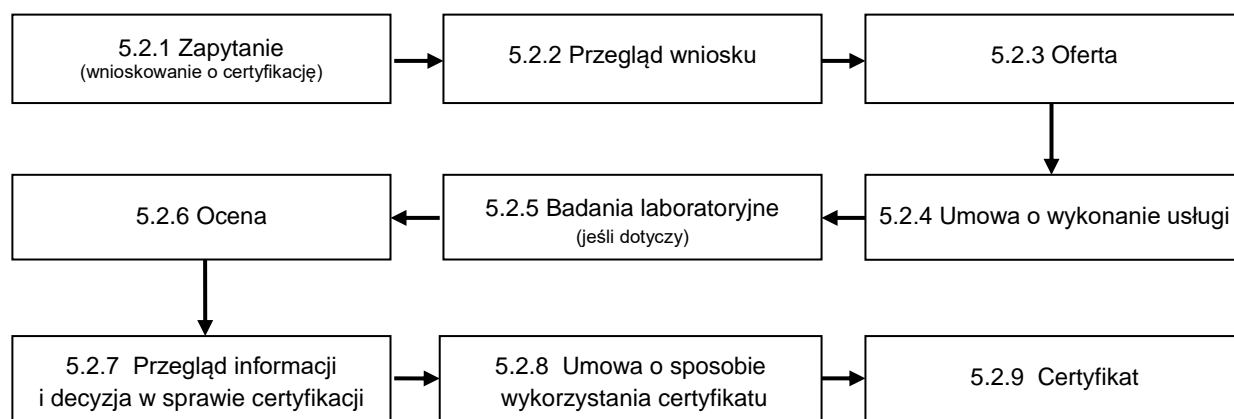 5.2.1 Zapytanie
(wnioskowanie o certyfikację)
5.2.2 Przegląd wniosku
5.2.3 Oferta
5.2.4 Umowa o wykonanie usługi
5.2.5 Badania laboratoryjne
(jeśli dotyczy)
5.2.6 Ocena
5.2.7 Przegląd informacji
i decyzja w sprawie certyfikacji
5.2.8 Umowa o sposobie
wykorzystania certyfikatu
5.2.9 Certyfikat